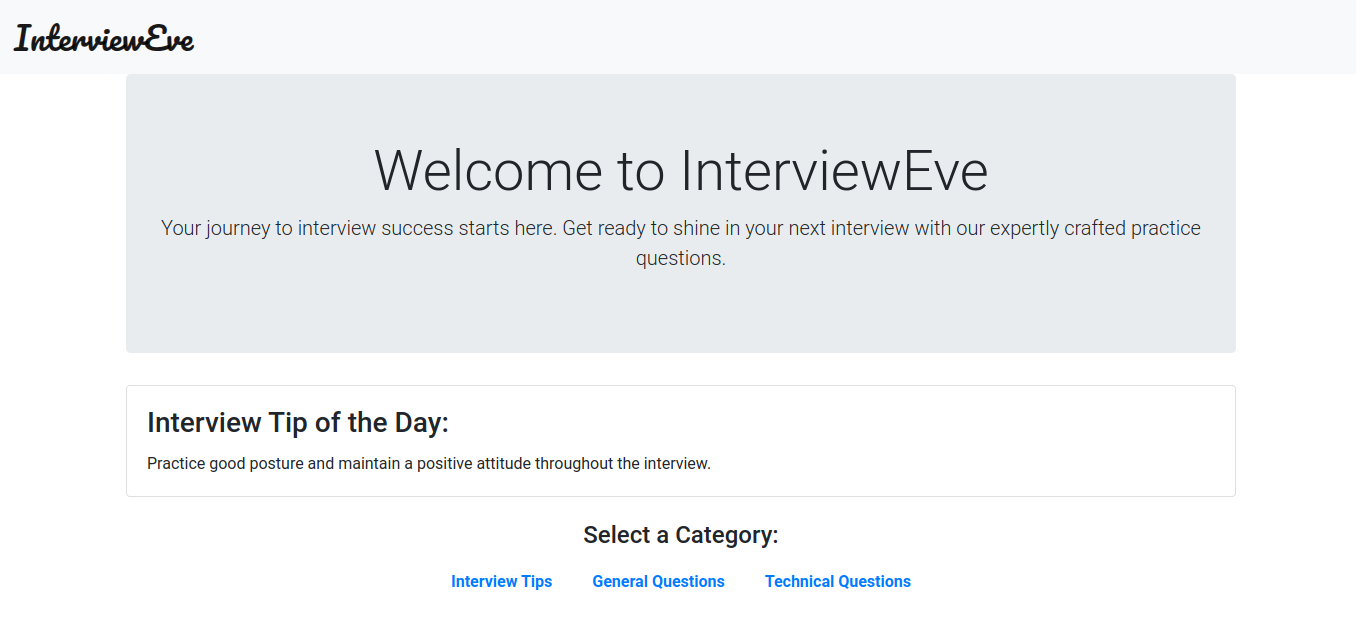 InterviewEve
Welcome to InterviewEve
Your journey to interview success starts here. Get ready to shine in your next interview with our expertly crafted practice
questions.
Interview Tip of the Day:
Practice good posture and maintain a positive attitude throughout the interview.
Select a Category:
Interview Tips General Questions Technical Questions